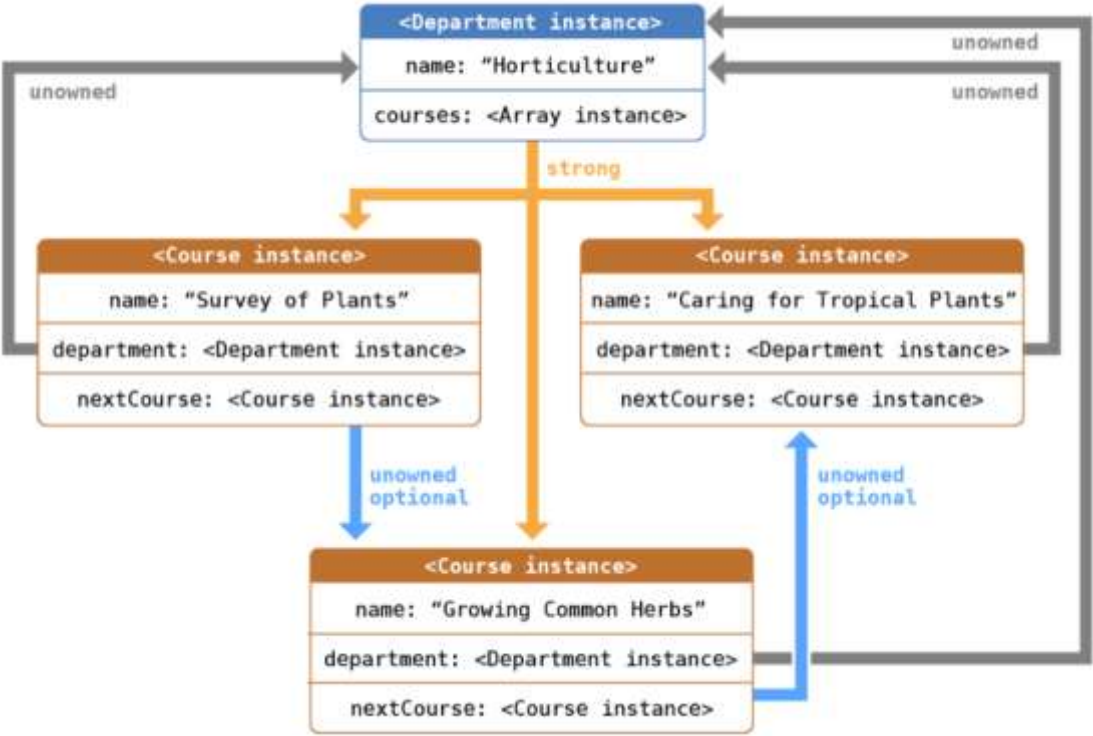 <Department instance>
name: “Horticulture”
courses: <Array instance>
unowned
unowned
unowned
strong
<Course instance>
name: “Survey of Plants”
department: <Department instance>
nextCourse: <Course instance>
<Course instance>
name: “Caring for Tropical Plants”
department: <Department instance>
nextCourse: <Course instance>
unowned
optional
unowned
optional
<Course instance>
name: “Growing Common Herbs”
department: <Department instance>
nextCourse: <Course instance>